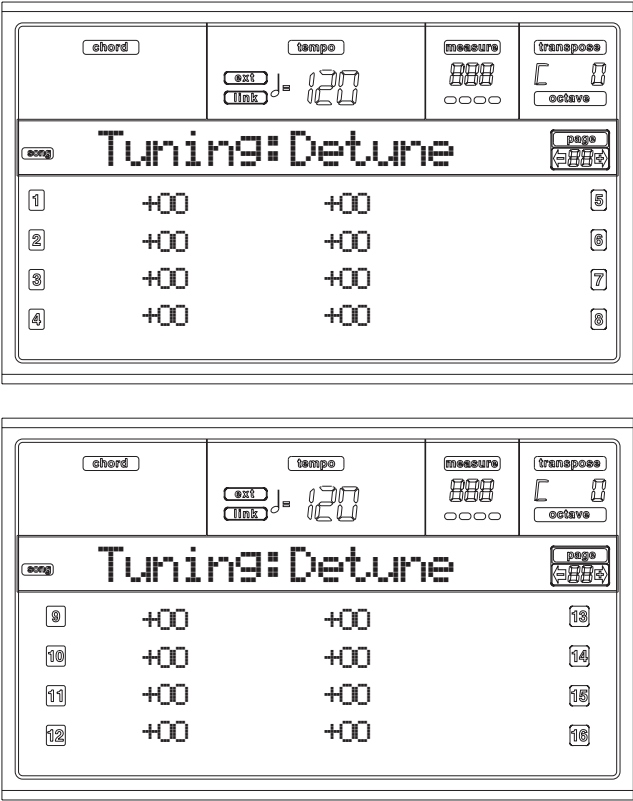 chord tempo measure transpose
ext 888 C 0
link = 120 octave
song Tuning:Detune page
88
1 +00 +00 5
2 +00 +00 6
3 +00 +00 7
4 +00 +00 8
chord tempo measure transpose
ext 888 C 0
link = 120 octave
song Tuning:Detune page
88
9 +00 +00 13
10 +00 +00 14
11 +00 +00 15
12 +00 +00 16